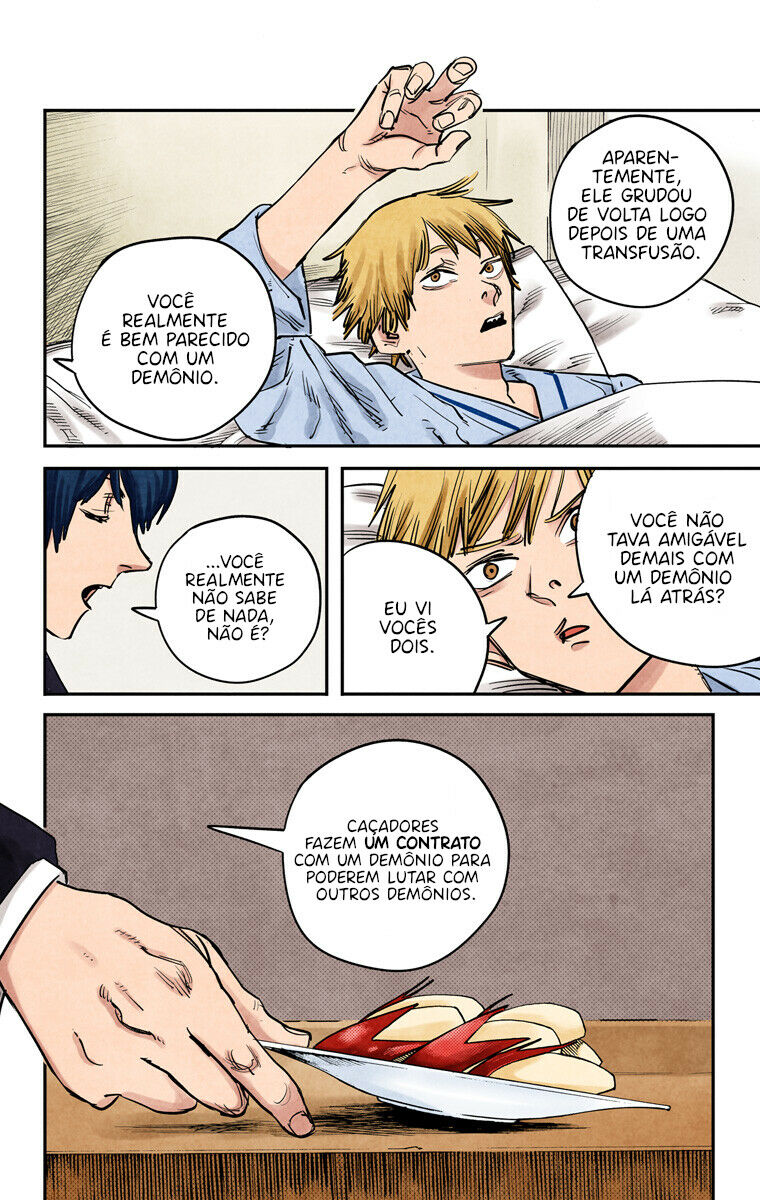 APAREN-
TEMENTE,
ELE GRUDOU
DE VOLTA LOGO
DEPOIS DE UMA
TRANSFUSÃO.
VOCÊ
REALMENTE
É BEM PARECIDO
COM UM
DEMÔNIO.
VOCÊ NÃO
TAVA AMIGÁVEL
DEMAIS COM
UM DEMÔNIO
LÁ ATRÁS?
EU VI
VOCÊS
DOIS.
...VOCÊ
REALMENTE
NÃO SABE
DE NADA,
NÃO É?
CAÇADORES
FAZEM UM CONTRATO
COM UM DEMÔNIO PARA
PODEREM LUTAR COM
OUTROS DEMÔNIOS.